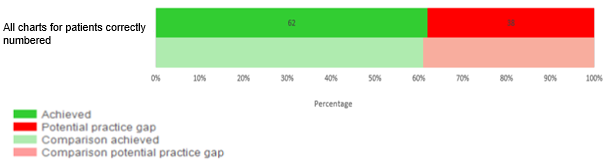 All charts for patients correctly
numbered
62
38
0% 10% 20% 30% 40% 50% 60% 70% 80% 90% 100%
Percentage
Achieved
Potential practice gap
Comparison achieved
Comparison potential practice gap